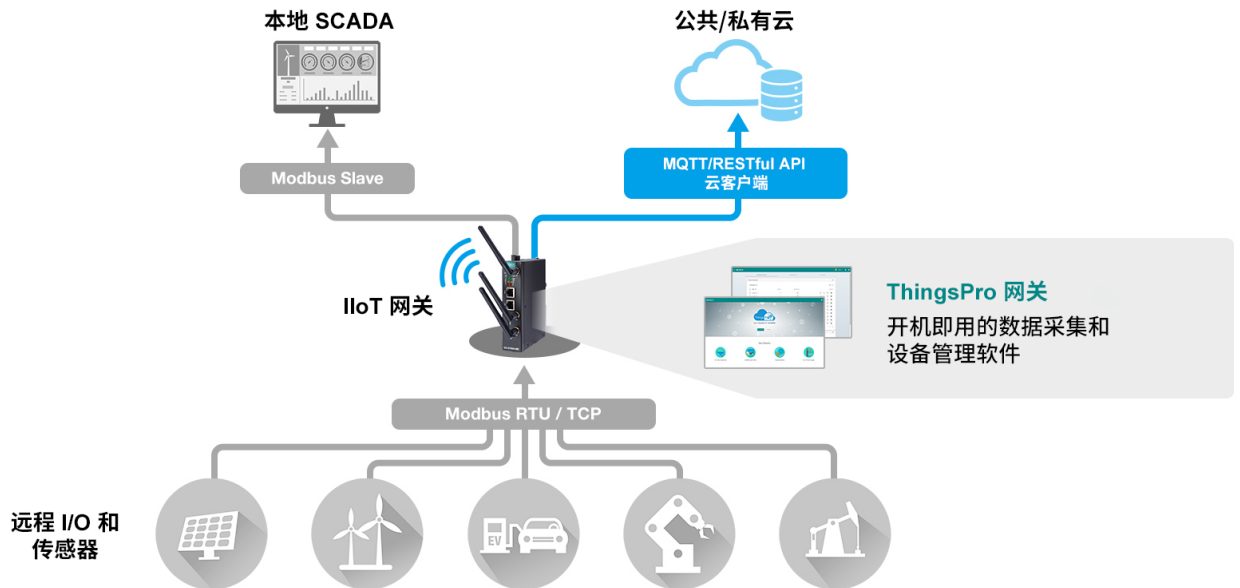 本地 SCADA
公共/私有云
Modbus Slave
MQTT/RESTful API
云客户端
IIoT 网关
ThingsPro 网关
开机即用的数据采集和
设备管理软件
Modbus RTU / TCP
远程 I/O 和
传感器
EV